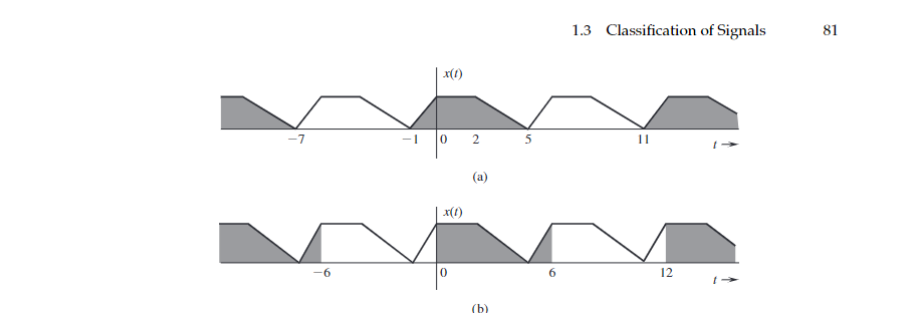 1.3 Classification of Signals 81
x(t)
−7 −1 0 2 5 11 t
(a)
x(t)
−6 0 6 12 t
(b)